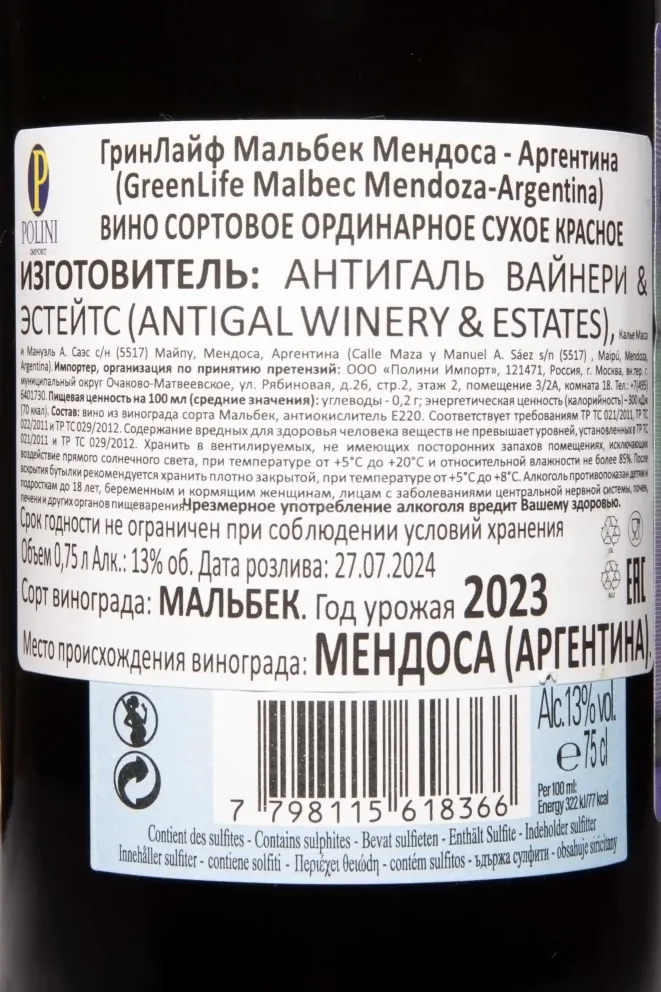 P
POLINI
IMPORT
ГринЛайф Мальбек Мендоса - Аргентина
(GreenLife Malbec Mendoza-Argentina)
ВИНО СОРТОВОЕ ОРДИНАРНОЕ СУХОЕ КРАСНОЕ
ИЗГОТОВИТЕЛЬ: АНТИГАЛЬ ВАЙНЕРИ &
ЭСТЕЙТС (ANTIGAL WINERY & ESTATES), Калье Маса
и Мануэль А. Саэс с/н (5517) Майпу, Мендоса, Аргентина (Calle Maza y Manuel A. Sáez s/n (5517) , Maipú, Mendoza,
Argentina). Импортер, организация по принятию претензий: ООО «Полини Импорт», 121471, Россия, г. Москва, вн.тер.г.
муниципальный округ Очаково-Матвеевское, ул. Рябиновая, д.26, стр.2, этаж 2, помещение 3/2А, комната 18. Тел.: +7(495)
6401730. Пищевая ценность на 100 мл (средние значения): углеводы - 0,2 г; энергетическая ценность (калорийность) – 300 кДж
(70 ккал). Состав: вино из винограда сорта Мальбек, антиокислитель Е220. Соответствует требованиям ТР ТС 021/2011, ТР ТС
022/2011 и ТР ТС 029/2012. Содержание вредных для здоровья человека веществ не превышает уровней, установленных в ТР ТС
021/2011 и ТР ТС 029/2012. Хранить в вентилируемых, не имеющих посторонних запахов помещениях, исключающих
воздействие прямого солнечного света, при температуре от +5°С до +20°С и относительной влажности не более 85%. После
вскрытия бутылки рекомендуется хранить плотно закрытой, при температуре от +5°С до +8°С. Алкоголь противопоказан детям и
подросткам до 18 лет, беременным и кормящим женщинам, лицам с заболеваниями центральной нервной системы, почек,
печени и других органов пищеварения. Чрезмерное употребление алкоголя вредит Вашему здоровью.
Срок годности не ограничен при соблюдении условий хранения
Объем 0,75 л Алк.: 13% об. Дата розлива: 27.07.2024
Сорт винограда: МАЛЬБЕК. Год урожая 2023
Место происхождения винограда: МЕНДОСА (АРГЕНТИНА).
GL
ALU
EAC
Alc.13%vol.
e 75 cl
Per 100 ml:
Energy 322 kJ/77 kcal
7 798115 618366
Contient des sulfites - Contains sulphites - Bevat sulfieten - Enthält Sulfite - Indeholder sulfitter
Innehåller sulfiter - contiene solfiti - Περιέχει θειώδη - contém sulfitos - ъдържа сулфити - obsahuje siřičitany